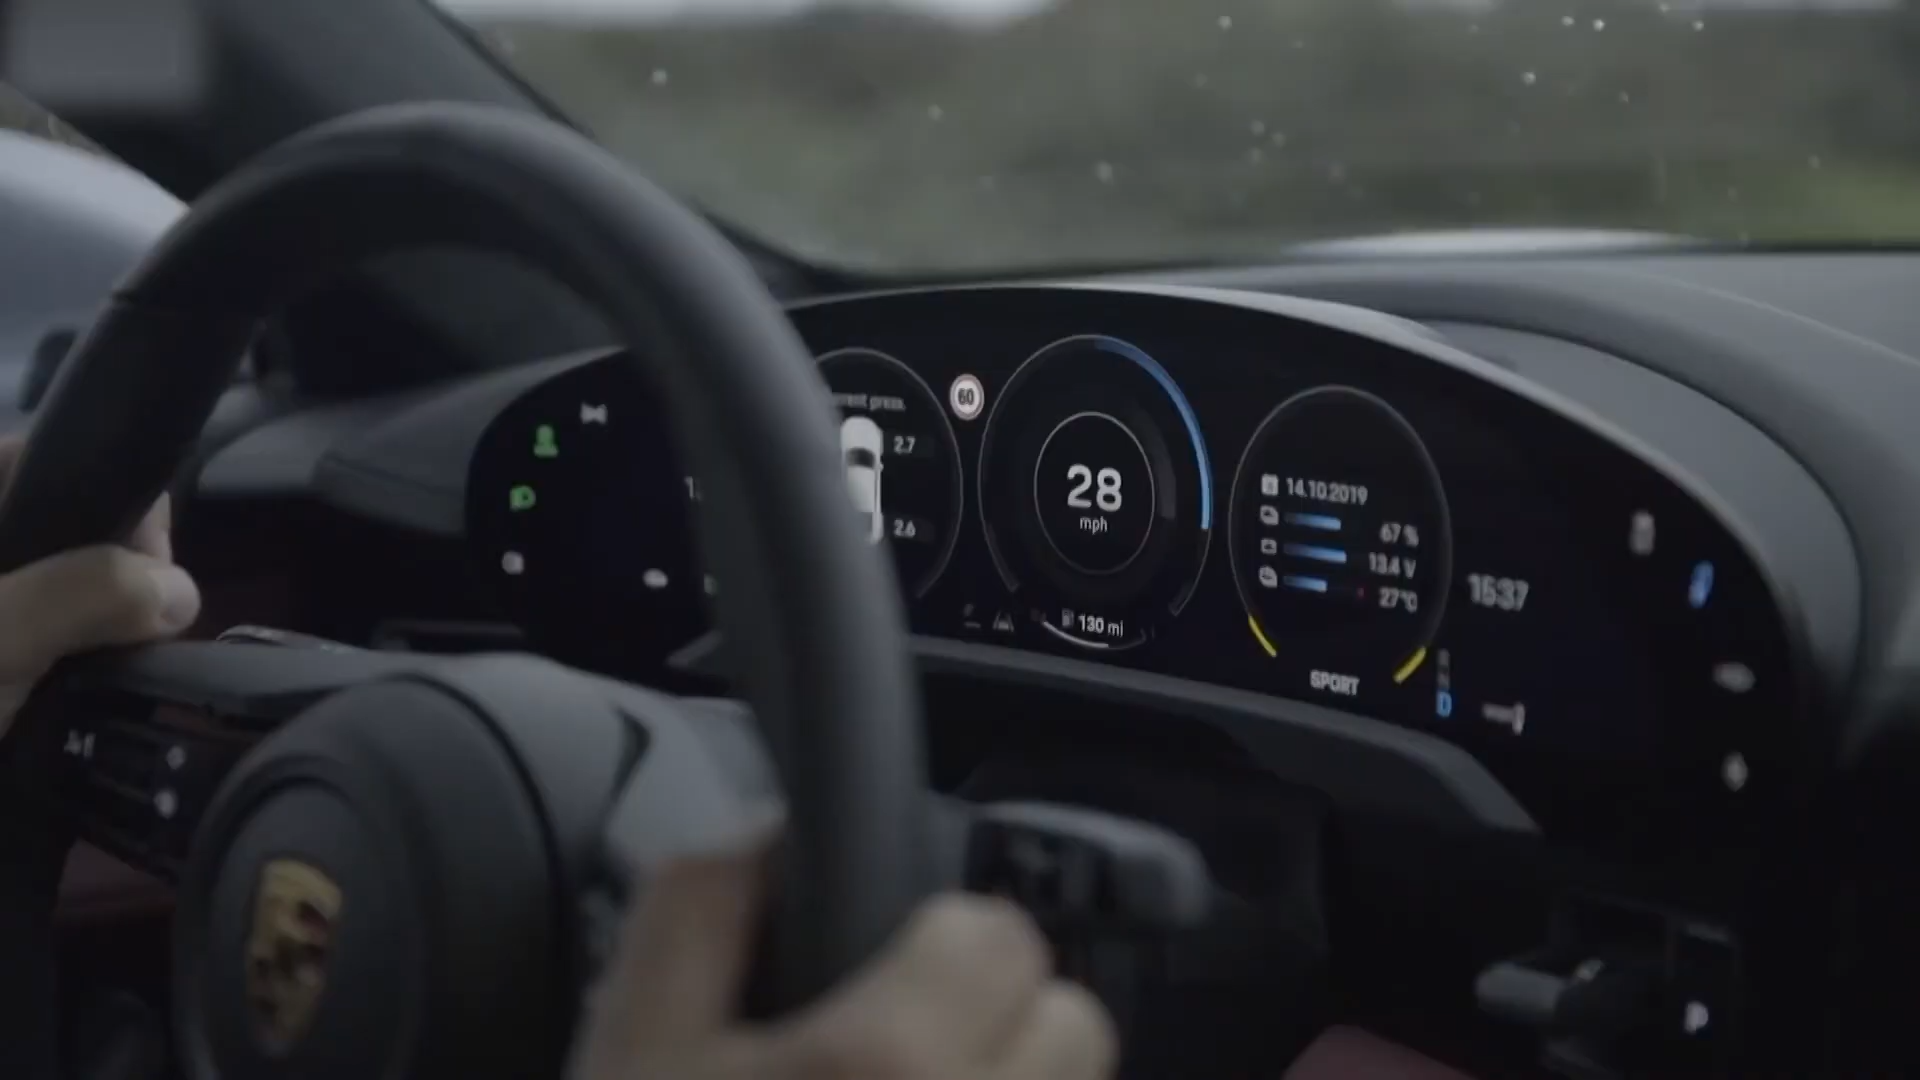 60
2.7
2.6
28
mph
130 mi
14.10.2019
67 %
13.4 V
27°C
1537
SPORT
N
D
P